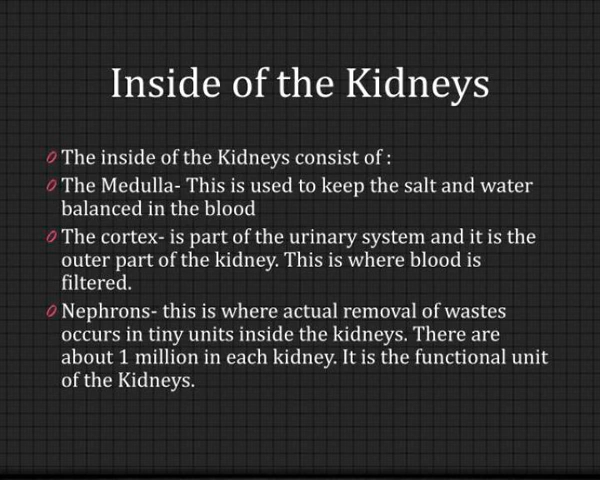 Inside of the Kidneys
The inside of the Kidneys consist of :
The Medulla- This is used to keep the salt and water
balanced in the blood
The cortex- is part of the urinary system and it is the
outer part of the kidney. This is where blood is
filtered.
Nephrons- this is where actual removal of wastes
occurs in tiny units inside the kidneys. There are
about 1 million in each kidney. It is the functional unit
of the Kidneys.